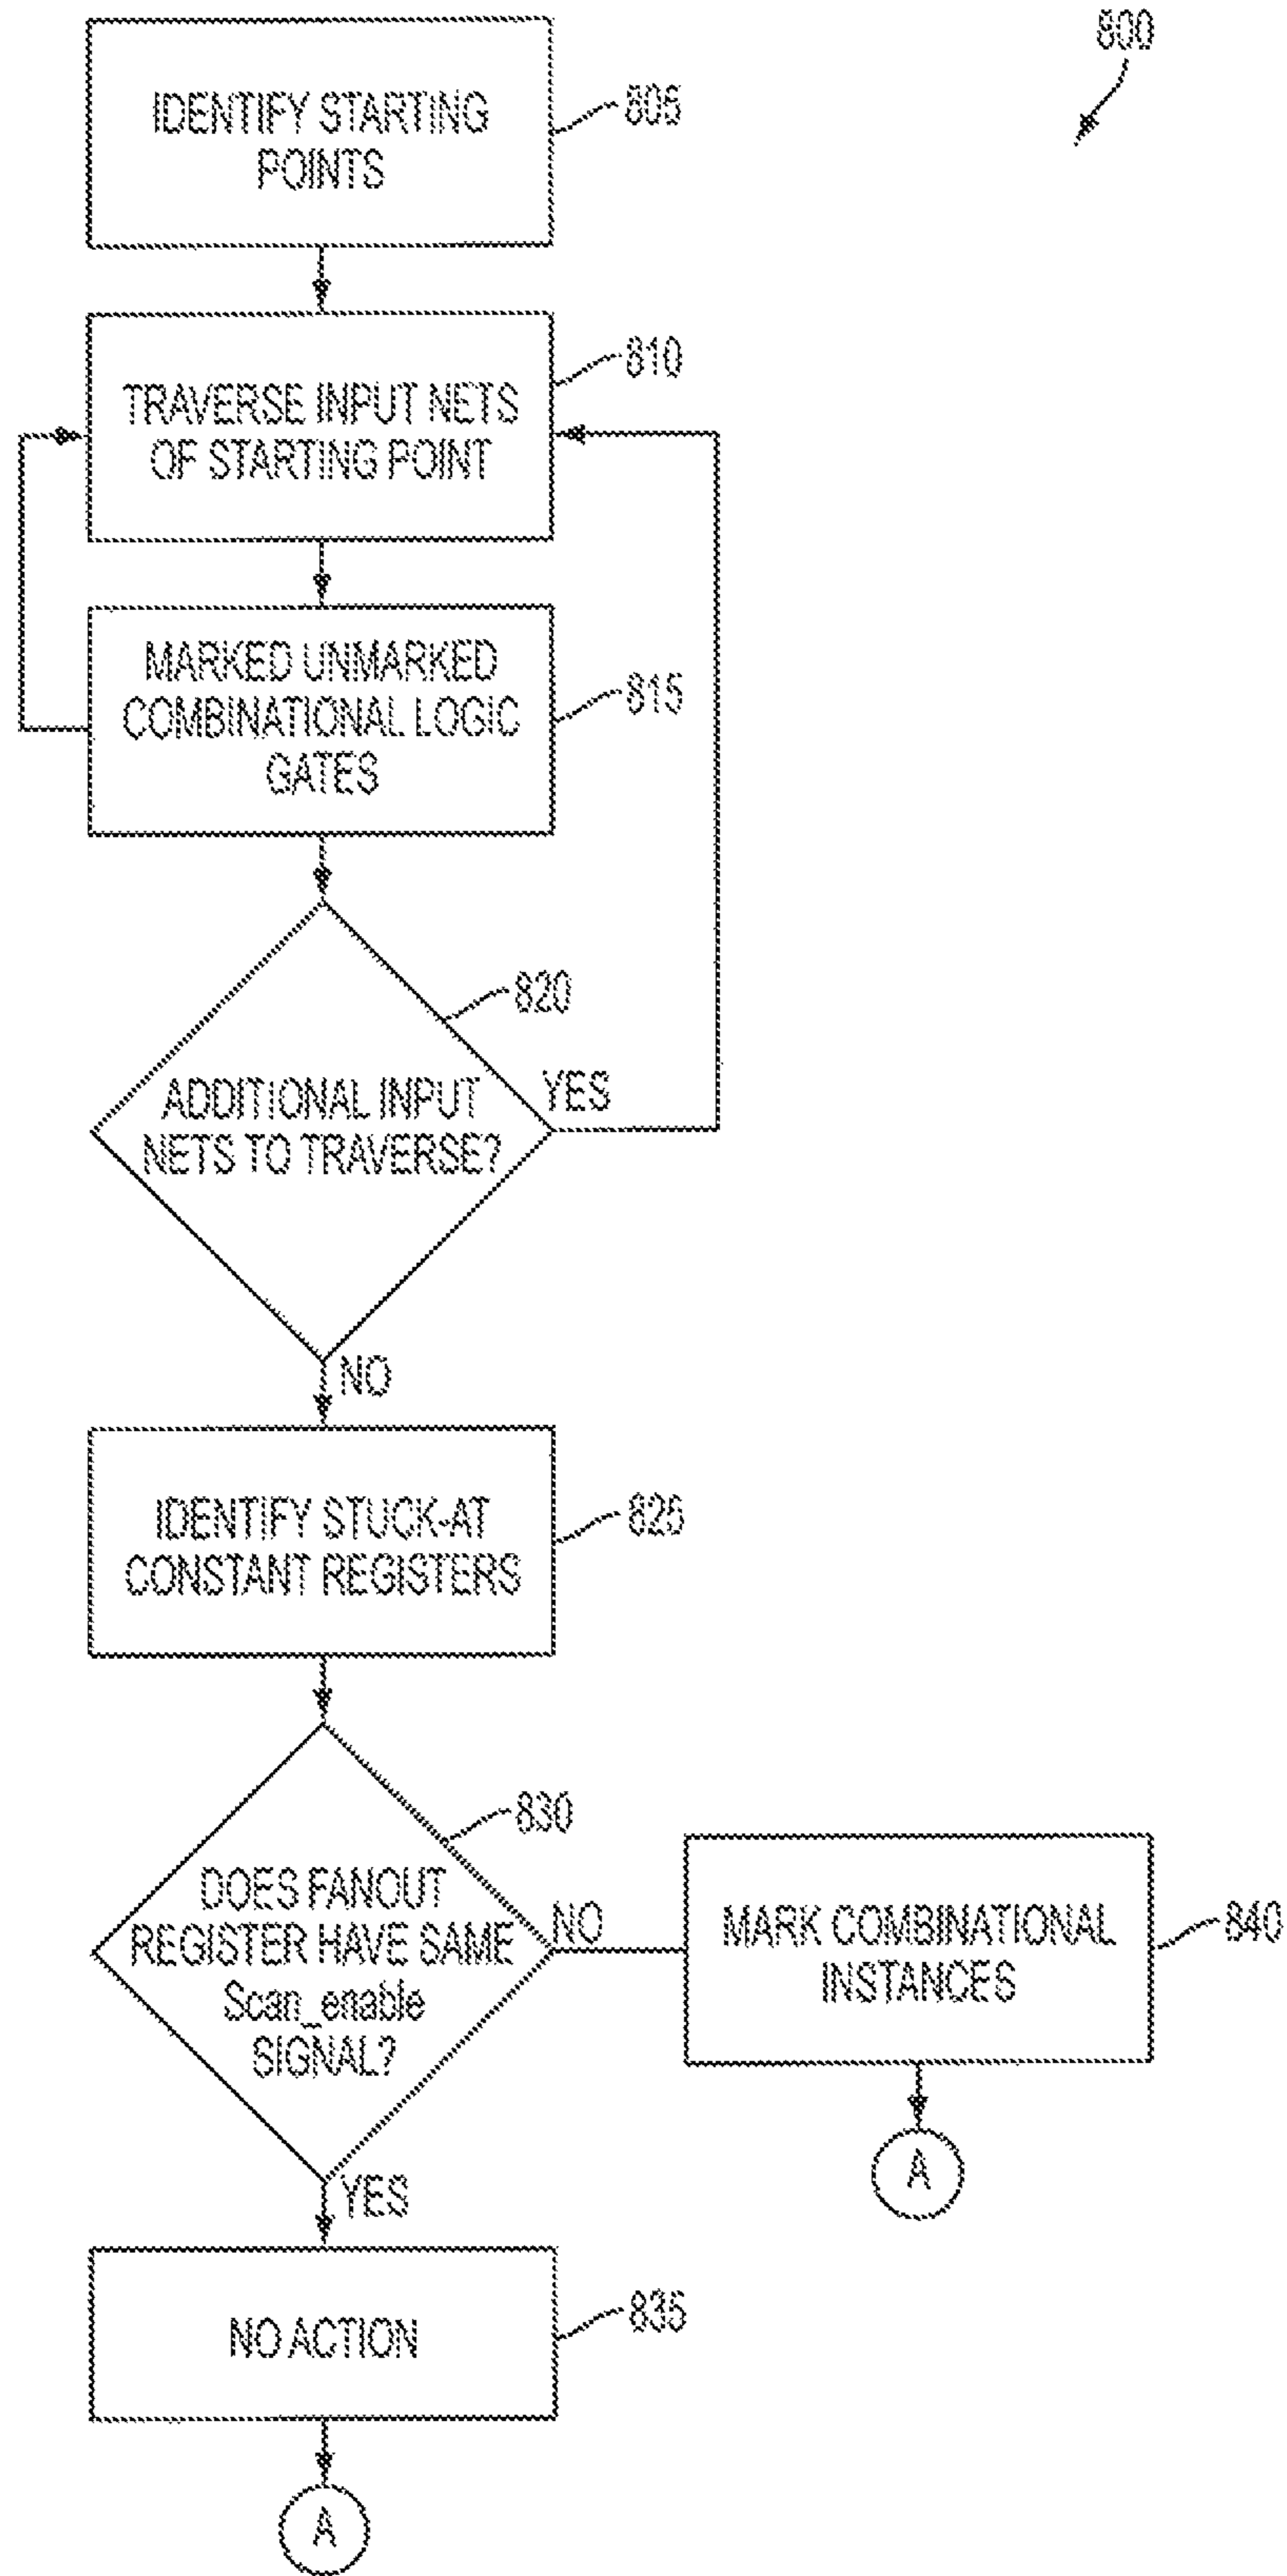 800
IDENTIFY STARTING
POINTS
805
TRAVERSE INPUT NETS
OF STARTING POINT
810
MARKED UNMARKED
COMBINATIONAL LOGIC
GATES
815
820
ADDITIONAL INPUT
NETS TO TRAVERSE?
YES
NO
IDENTIFY STUCK-AT
CONSTANT REGISTERS
825
830
DOES FANOUT
REGISTER HAVE SAME
Scan_enable
SIGNAL?
NO
MARK COMBINATIONAL
INSTANCES
840
A
YES
NO ACTION
835
A